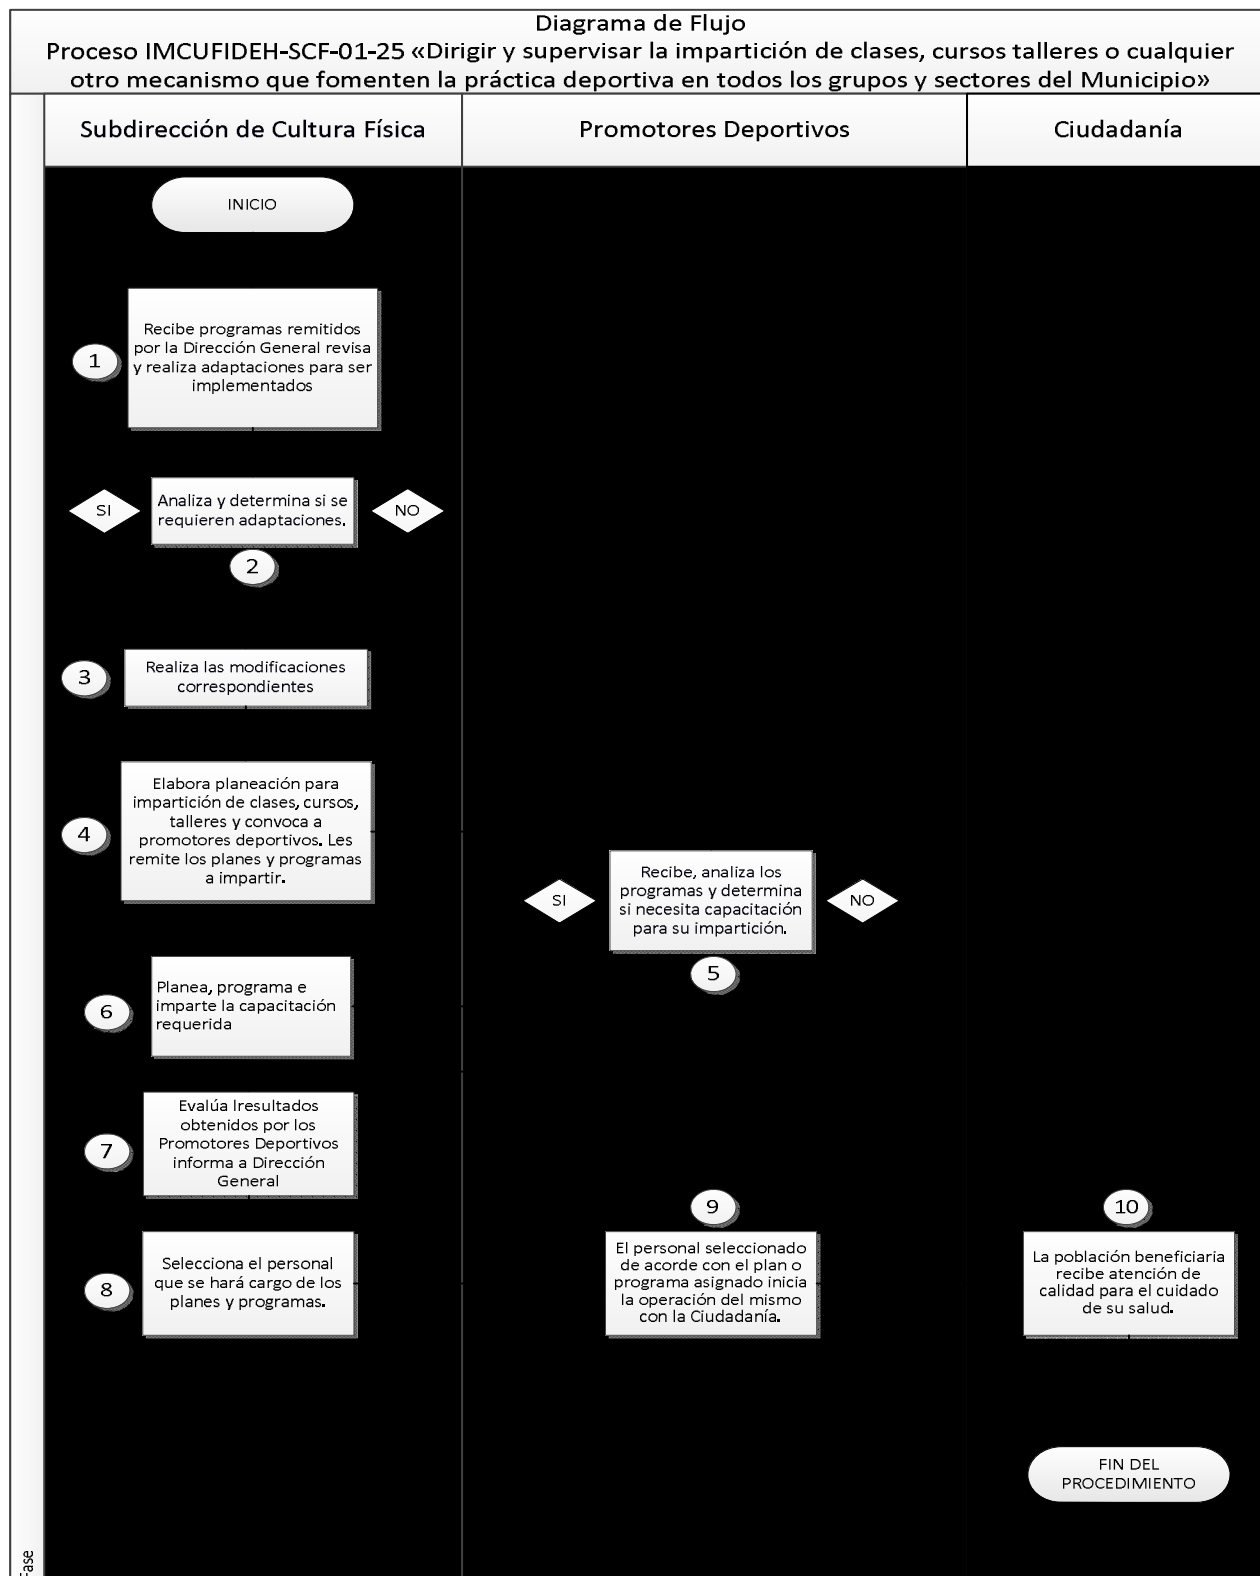 Diagrama de Flujo
Proceso IMCUFIDEH-SCF-01-25 «Dirigir y supervisar la impartición de clases, cursos talleres o cualquier
otro mecanismo que fomenten la práctica deportiva en todos los grupos y sectores del Municipio»
Subdirección de Cultura Física
Promotores Deportivos
Ciudadanía
INICIO
1
Recibe programas remitidos
por la Dirección General revisa
y realiza adaptaciones para ser
implementados
SI
Analiza y determina si se
requieren adaptaciones.
NO
2
3
Realiza las modificaciones
correspondientes
4
Elabora planeación para
impartición de clases, cursos,
talleres y convoca a
promotores deportivos. Les
remite los planes y programas
a impartir.
SI
Recibe, analiza los
programas y determina
si necesita capacitación
para su impartición.
NO
5
6
Planea, programa e
imparte la capacitación
requerida
7
Evalúa lresultados
obtenidos por los
Promotores Deportivos
informa a Dirección
General
8
Selecciona el personal
que se hará cargo de los
planes y programas.
9
El personal seleccionado
de acorde con el plan o
programa asignado inicia
la operación del mismo
con la Ciudadanía.
10
La población beneficiaria
recibe atención de
calidad para el cuidado
de su salud.
FIN DEL
PROCEDIMIENTO
Fase